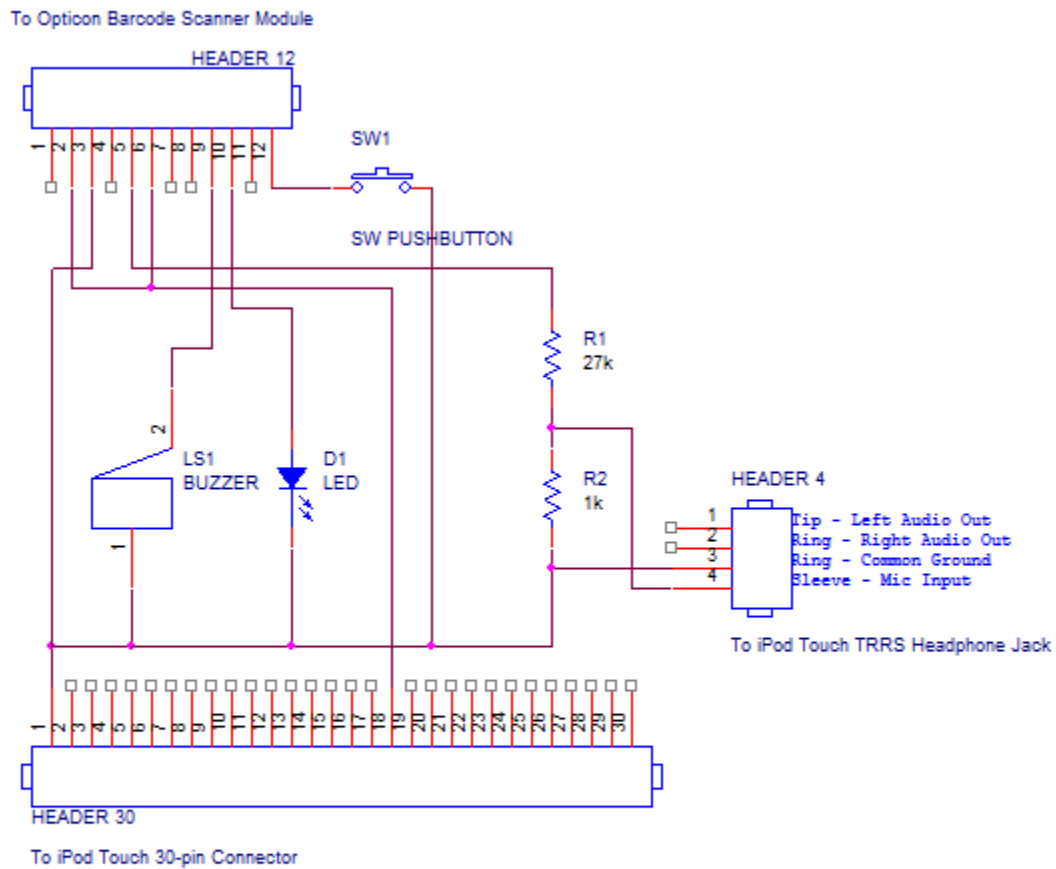 To Opticon Barcode Scanner Module
HEADER 12
1 2 3 4 5 6 7 8 9 10 11 12
SW1
SW PUSHBUTTON
R1
27k
2
LS1
BUZZER
D1
LED
R2
1k
HEADER 4
1 Tip - Left Audio Out
2 Ring - Right Audio Out
3 Ring - Common Ground
4 Sleeve - Mic Input
1
To iPod Touch TRRS Headphone Jack
1 2 3 4 5 6 7 8 9 10 11 12 13 14 15 16 17 18 19 20 21 22 23 24 25 26 27 28 29 30
HEADER 30
To iPod Touch 30-pin Connector